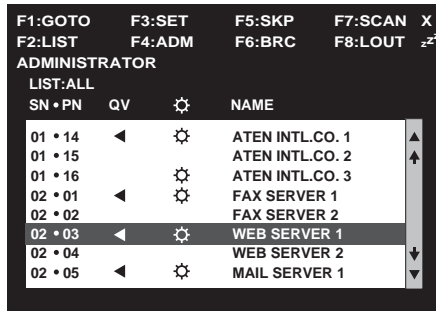 F1:GOTO F3:SET F5:SKP F7:SCAN X
F2:LIST F4:ADM F6:BRC F8:LOUT zzz
ADMINISTRATOR
LIST:ALL
SN•PN QV ☼ NAME
01•14 ◀ ☼ ATEN INTL.CO. 1
01•15 ATEN INTL.CO. 2
01•16 ☼ ATEN INTL.CO. 3
02•01 ◀ ☼ FAX SERVER 1
02•02 FAX SERVER 2
02•03 ◀ ☼ WEB SERVER 1
02•04 WEB SERVER 2
02•05 ◀ ☼ MAIL SERVER 1